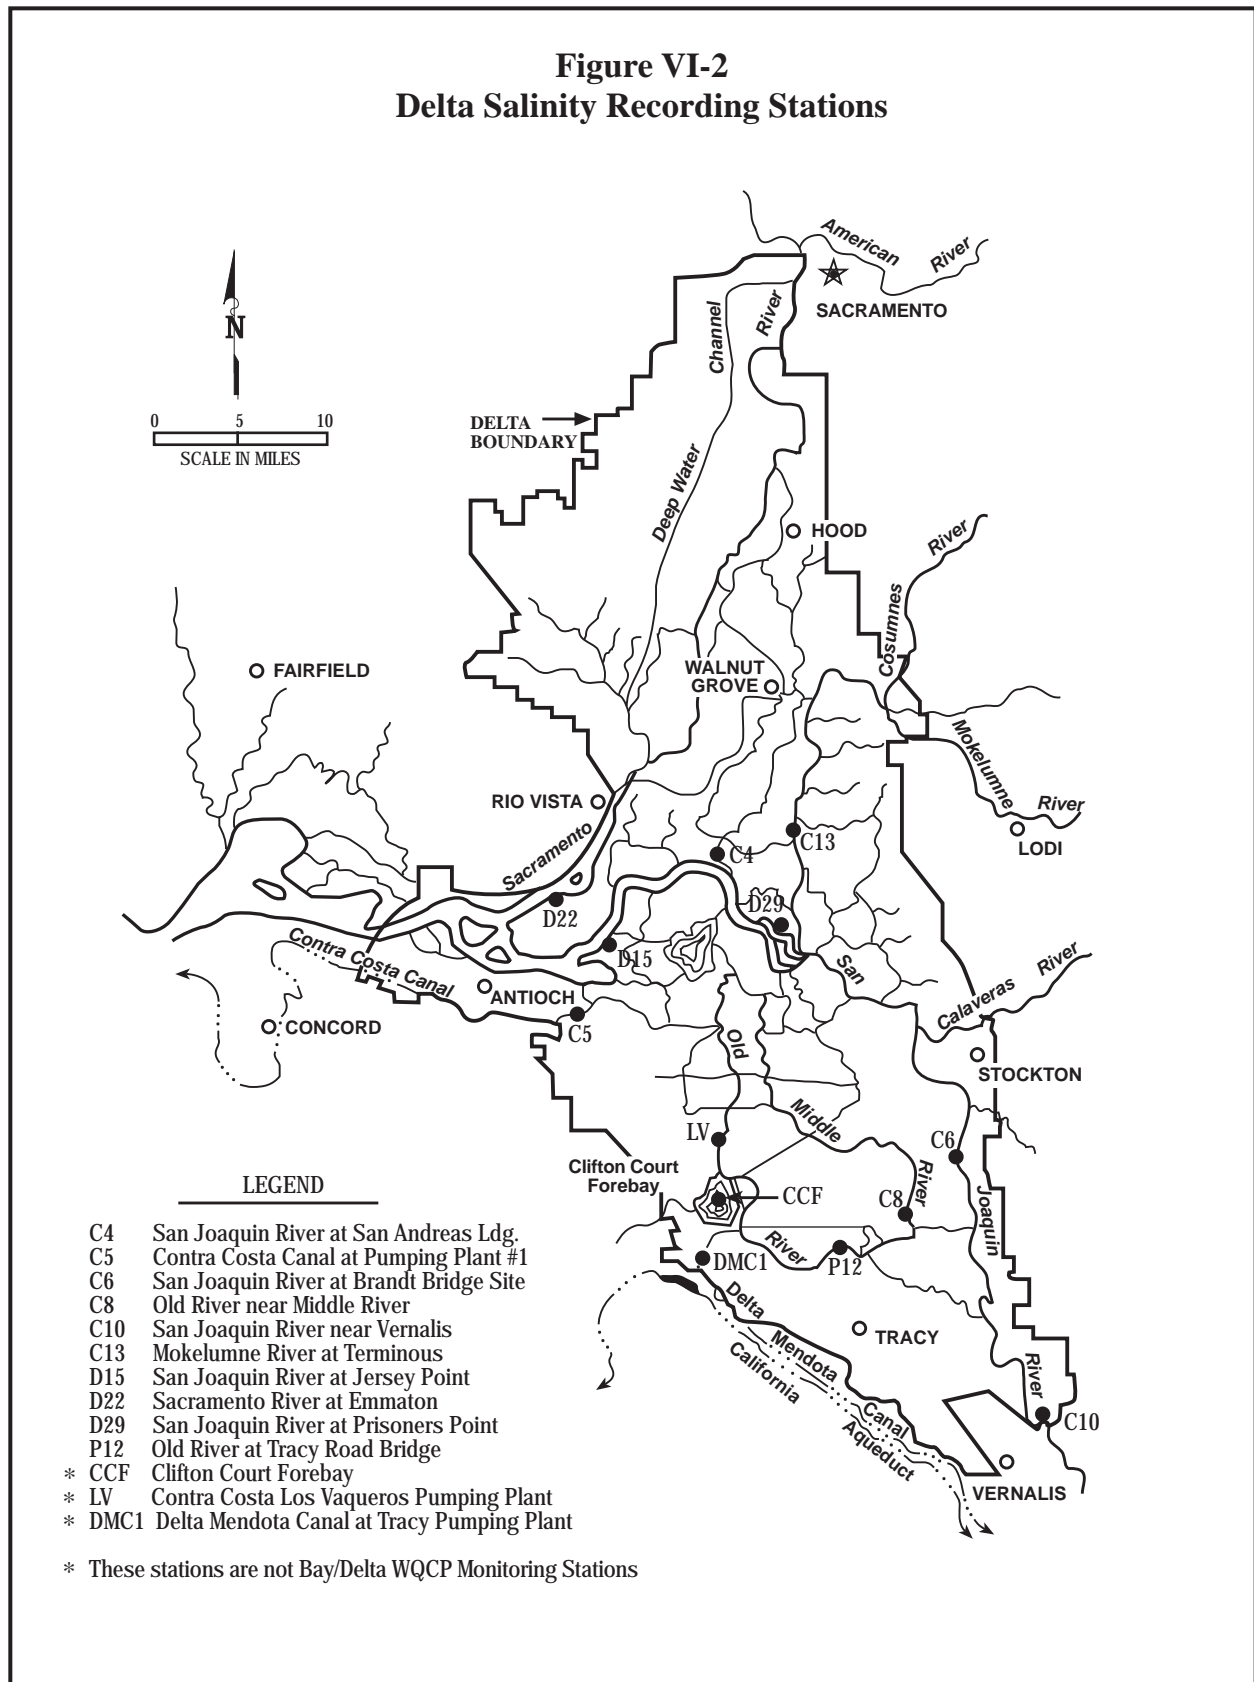 Figure VI-2
Delta Salinity Recording Stations
American River
SACRAMENTO
N
0 5 10
SCALE IN MILES
DELTA
BOUNDARY
Channel
River
Deep Water
HOOD
River
Cosumnes
FAIRFIELD
WALNUT
GROVE
Mokelumne River
LODI
RIO VISTA
Sacramento
C4
C13
D22
D29
D15
San
Contra Costa Canal
ANTIOCH
CONCORD
C5
Calaveras River
Old
STOCKTON
Middle
LV
C6
Clifton Court
Forebay
CCF
C8
River
Joaquin
River
DMC1
P12
Delta
Mendota
Canal
California
Aqueduct
TRACY
River
C10
VERNALIS
LEGEND
C4 San Joaquin River at San Andreas Ldg.
C5 Contra Costa Canal at Pumping Plant #1
C6 San Joaquin River at Brandt Bridge Site
C8 Old River near Middle River
C10 San Joaquin River near Vernalis
C13 Mokelumne River at Terminous
D15 San Joaquin River at Jersey Point
D22 Sacramento River at Emmaton
D29 San Joaquin River at Prisoners Point
P12 Old River at Tracy Road Bridge
* CCF Clifton Court Forebay
* LV Contra Costa Los Vaqueros Pumping Plant
* DMC1 Delta Mendota Canal at Tracy Pumping Plant
* These stations are not Bay/Delta WQCP Monitoring Stations